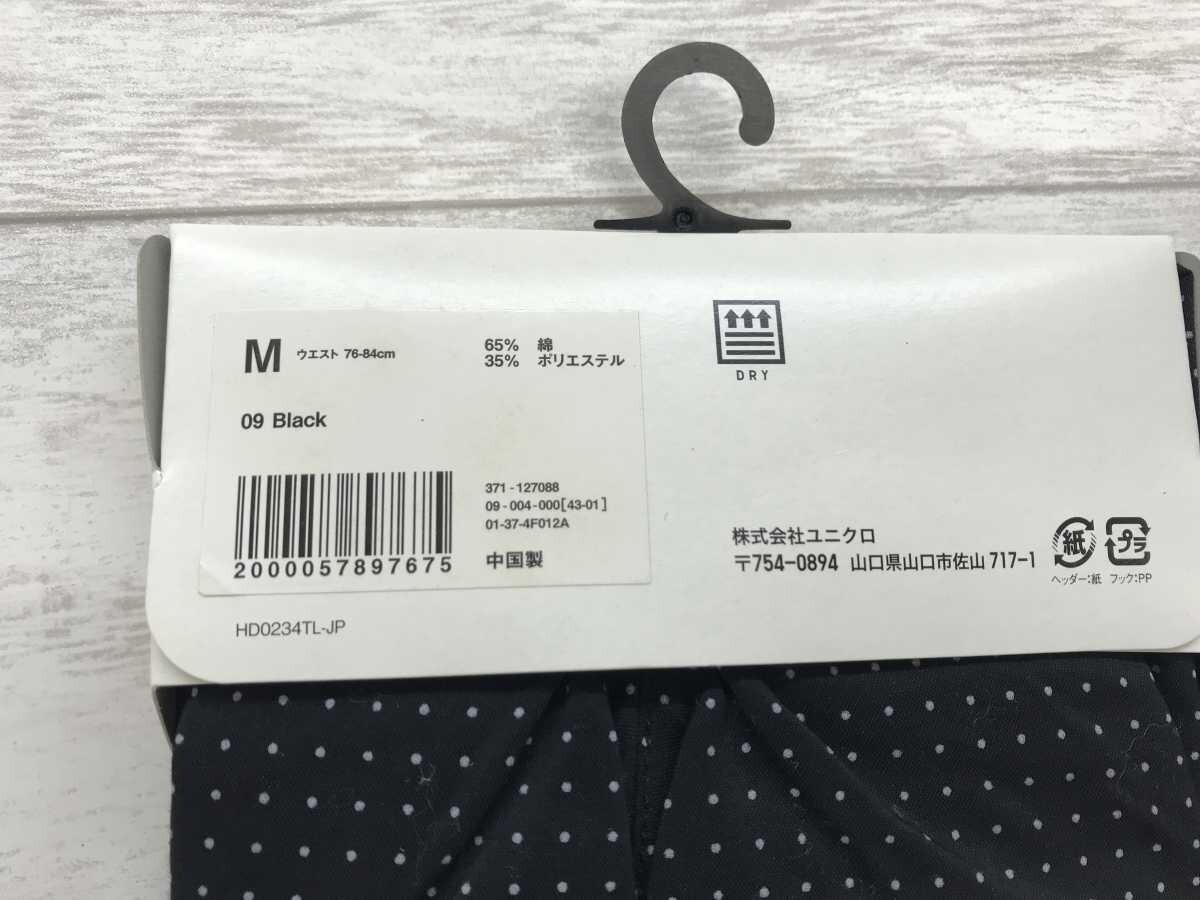 M ウエスト 76-84cm
65% 綿
35% ポリエステル
09 Black
2000057897675
371-127088
09-004-000[43-01]
01-37-4F012A
中国製
HD0234TL-JP
DRY
株式会社ユニクロ
〒754-0894 山口県山口市佐山 717-1
紙 プラ
ヘッダー:紙 フック:PP